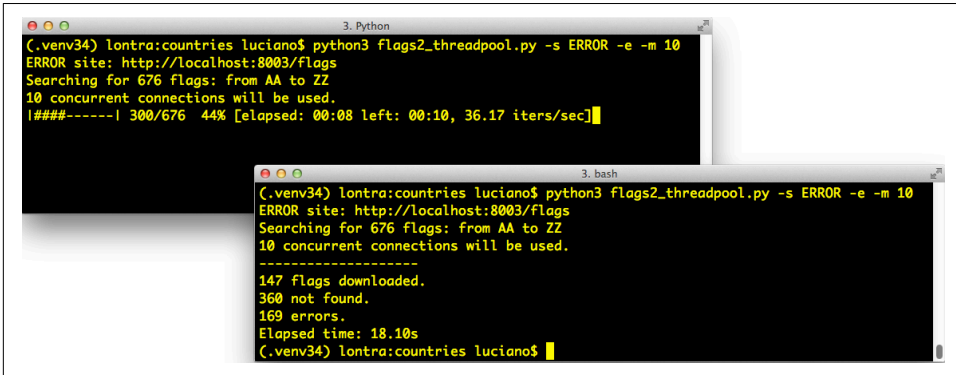 3. Python
(.venv34) lontra:countries luciano$ python3 flags2_threadpool.py -s ERROR -e -m 10
ERROR site: http://localhost:8003/flags
Searching for 676 flags: from AA to ZZ
10 concurrent connections will be used.
|####------| 300/676  44% [elapsed: 00:08 left: 00:10, 36.17 iters/sec]
3. bash
(.venv34) lontra:countries luciano$ python3 flags2_threadpool.py -s ERROR -e -m 10
ERROR site: http://localhost:8003/flags
Searching for 676 flags: from AA to ZZ
10 concurrent connections will be used.
--------------------
147 flags downloaded.
360 not found.
169 errors.
Elapsed time: 18.10s
(.venv34) lontra:countries luciano$